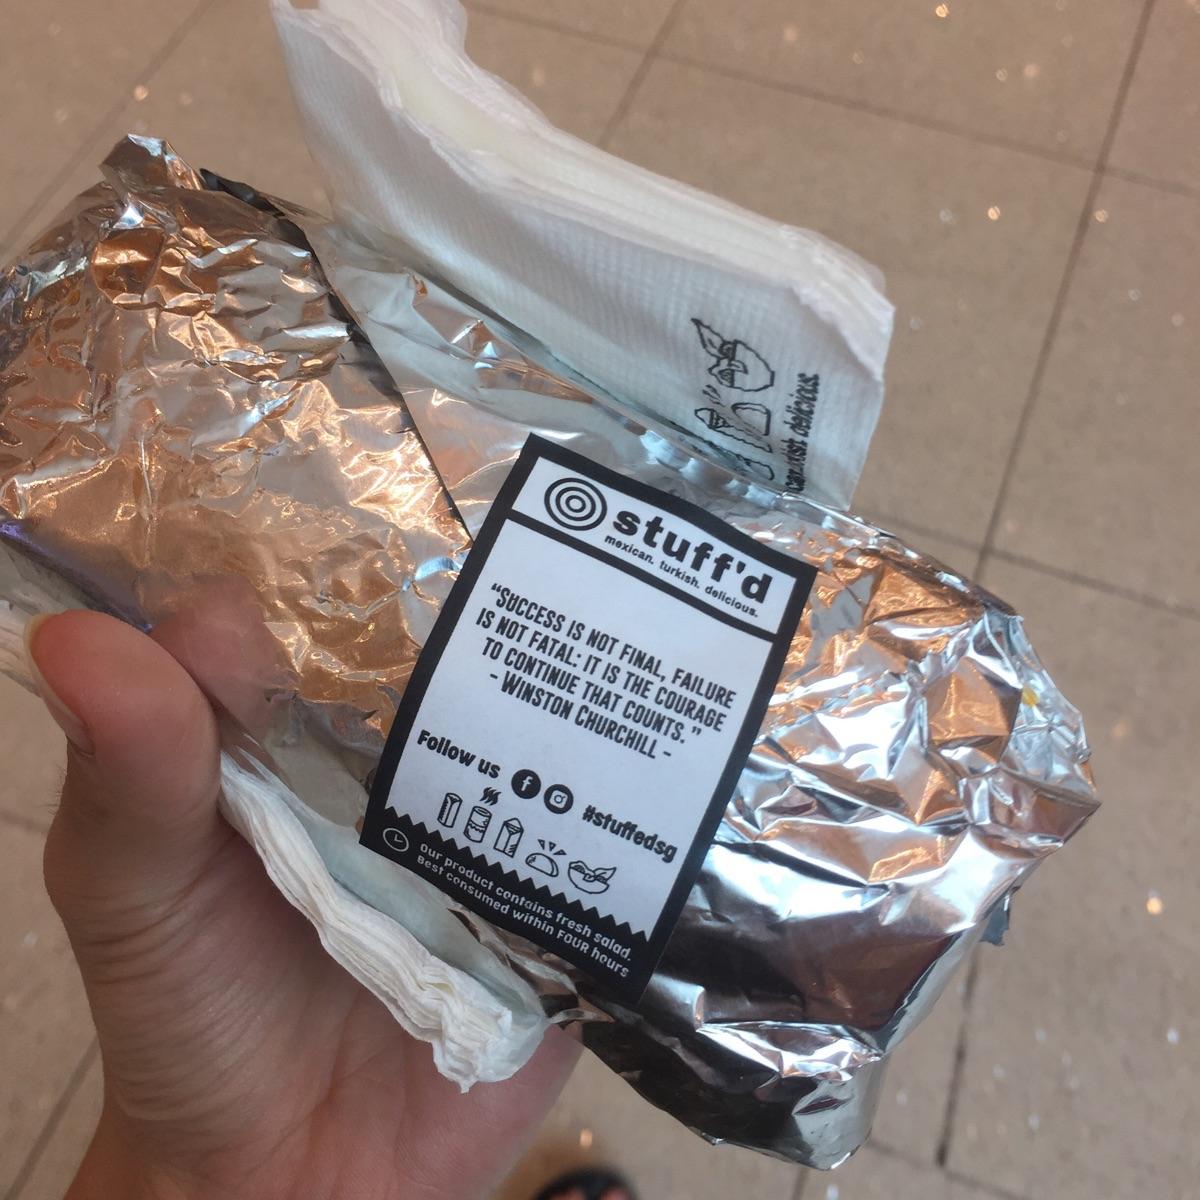 stuff'd
mexican. turkish. delicious.
“SUCCESS IS NOT FINAL, FAILURE
IS NOT FATAL: IT IS THE COURAGE
TO CONTINUE THAT COUNTS.”
- WINSTON CHURCHILL -
Follow us
#stuffedsg
Our product contains fresh salad.
Best consumed within FOUR hours
delicious